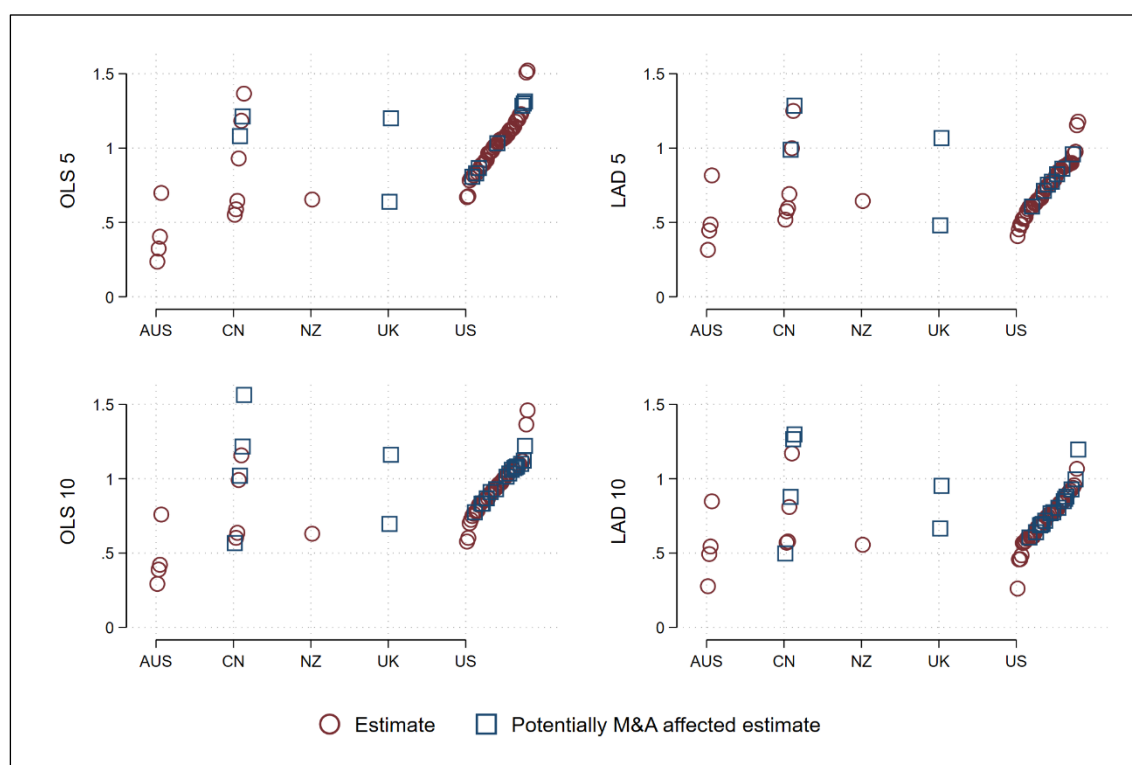 OLS 5
1.5
1
.5
0
AUS CN NZ UK US
LAD 5
1.5
1
.5
0
AUS CN NZ UK US
OLS 10
1.5
1
.5
0
AUS CN NZ UK US
LAD 10
1.5
1
.5
0
AUS CN NZ UK US
Estimate Potentially M&A affected estimate